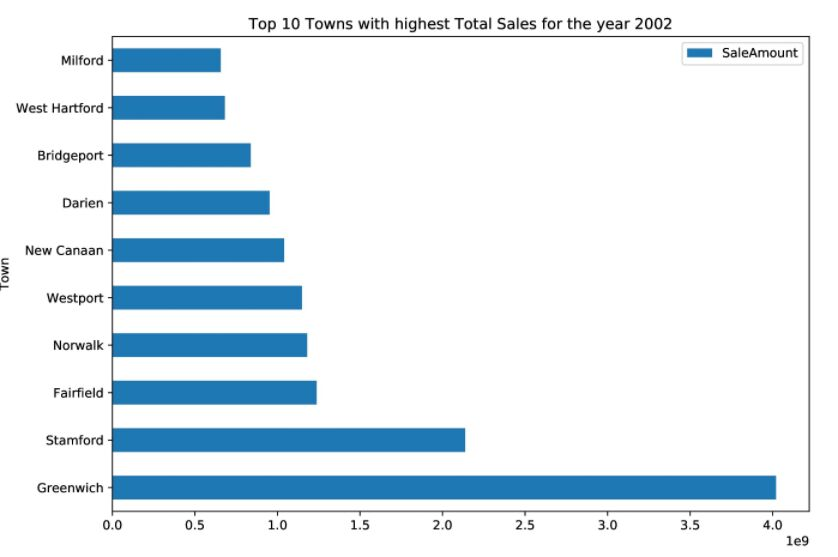 Top 10 Towns with highest Total Sales for the year 2002
SaleAmount
Milford
West Hartford
Bridgeport
Darien
New Canaan
Town
Westport
Norwalk
Fairfield
Stamford
Greenwich
0.0 0.5 1.0 1.5 2.0 2.5 3.0 3.5 4.0
1e9